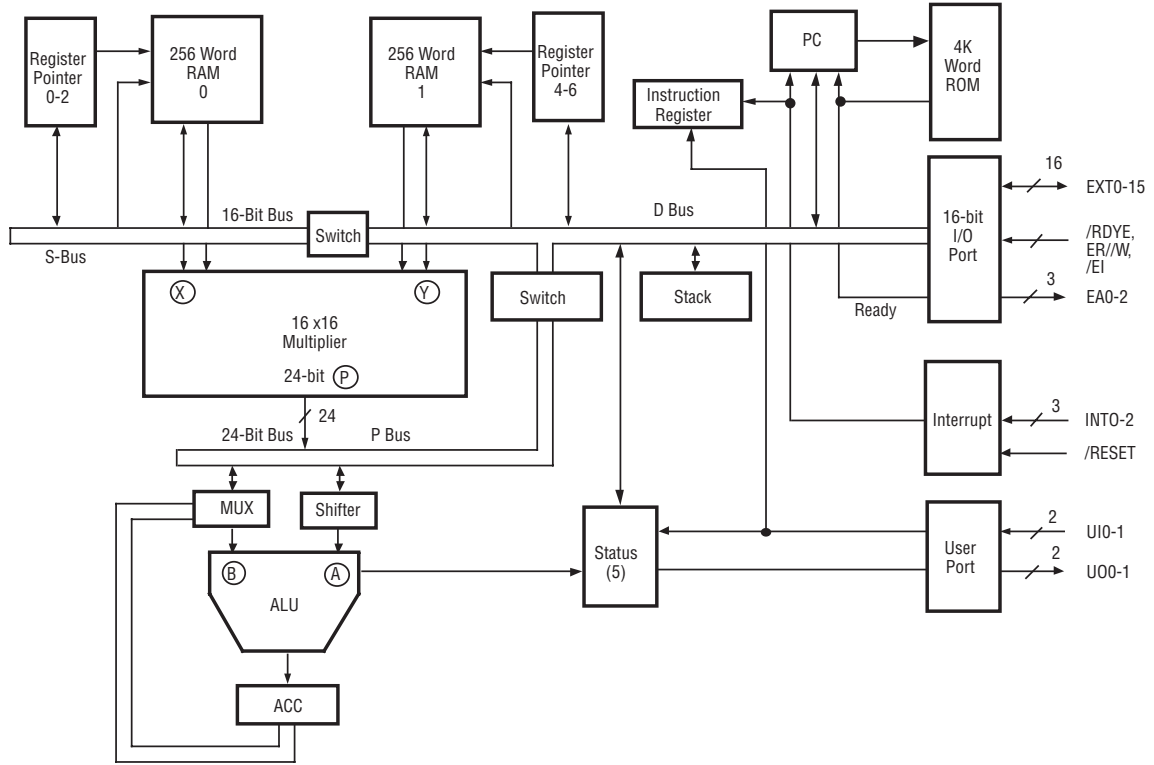 Register
Pointer
0-2
256 Word
RAM
0
256 Word
RAM
1
Register
Pointer
4-6
PC
4K
Word
ROM
Instruction
Register
16-Bit Bus
Switch
D Bus
S-Bus
16-bit
I/O
Port
16
EXT0-15
/RDYE,
ER//W,
/EI
3
EA0-2
Ready
X
Y
16 x16
Multiplier
24-bit
P
Switch
Stack
24
24-Bit Bus
P Bus
Interrupt
3
INTO-2
/RESET
MUX
Shifter
B
A
ALU
ACC
Status
(5)
User
Port
2
UI0-1
2
UO0-1